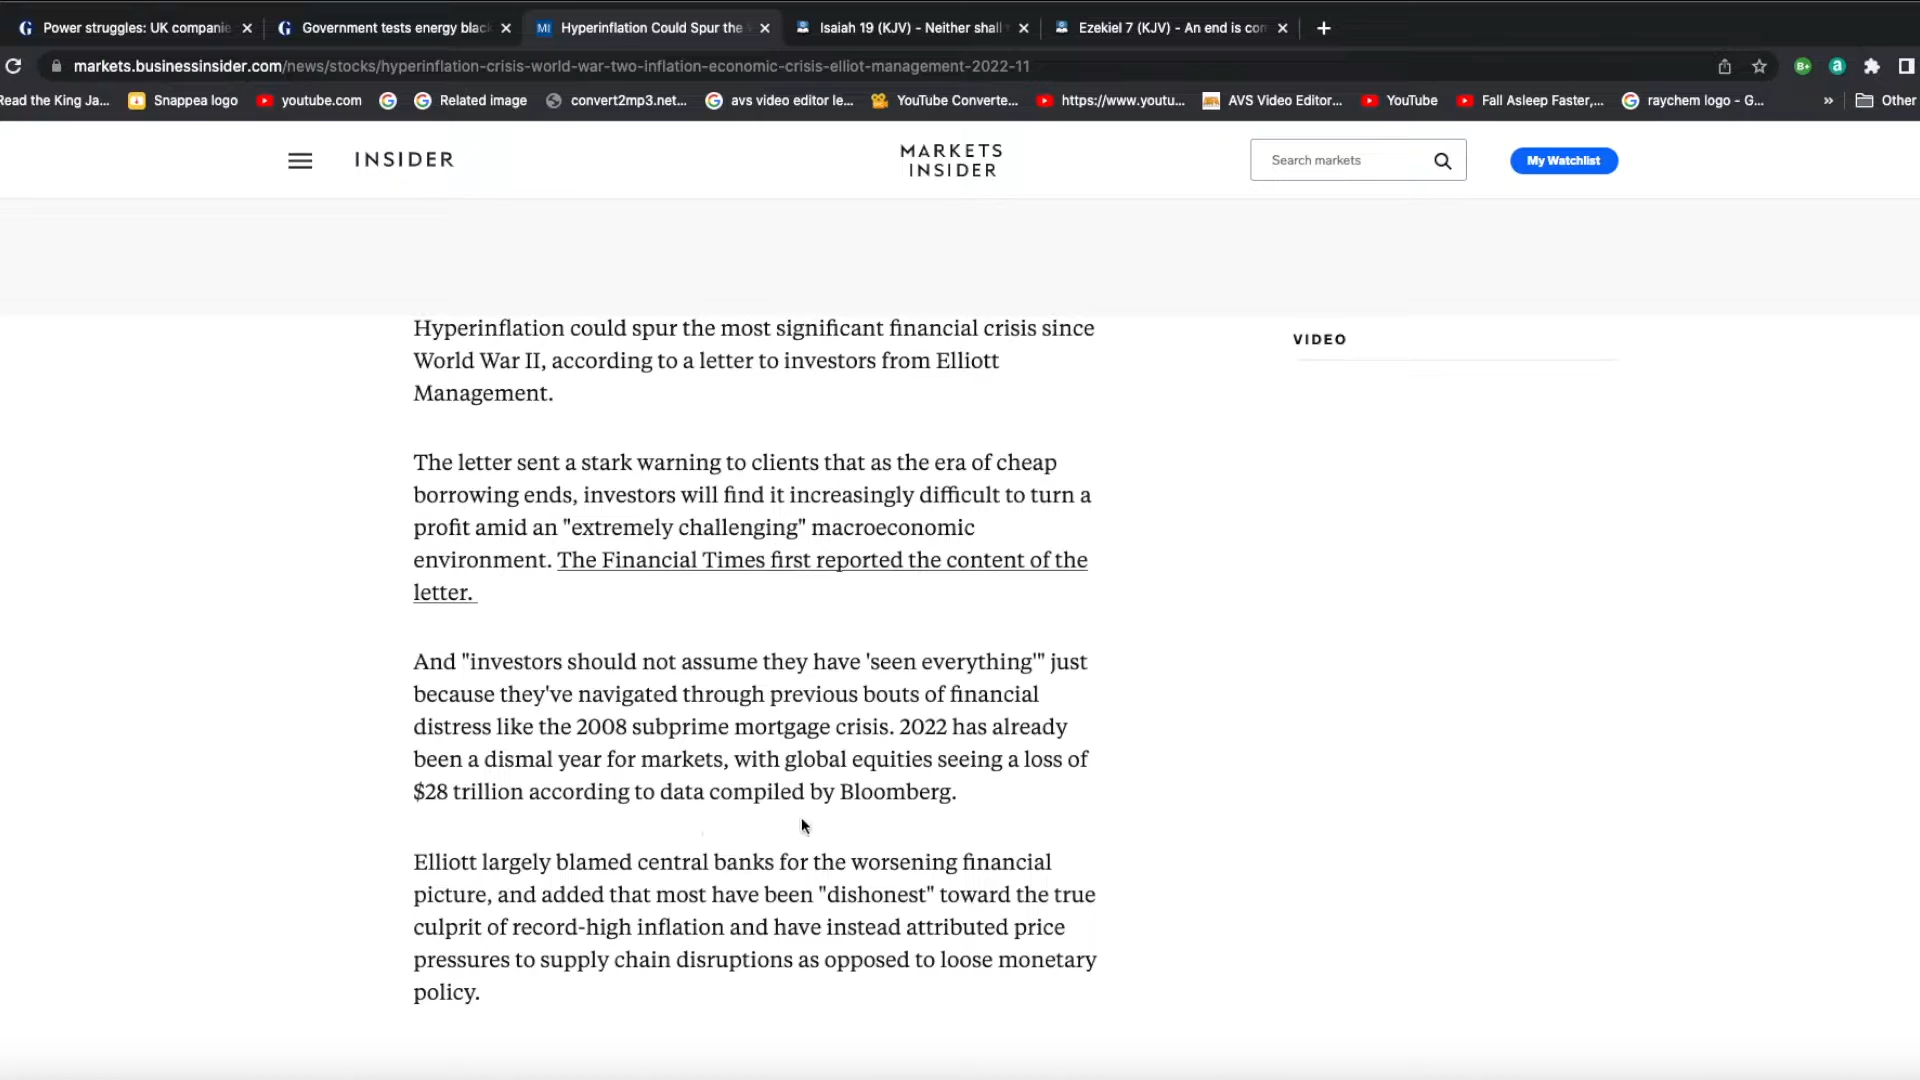 Power struggles: UK companie
Government tests energy blac
Hyperinflation Could Spur the
Isaiah 19 (KJV) - Neither shall
Ezekiel 7 (KJV) - An end is con
markets.businessinsider.com/news/stocks/hyperinflation-crisis-world-war-two-inflation-economic-crisis-elliot-management-2022-11
Read the King Ja...
Snappea logo
youtube.com
Related image
convert2mp3.net...
avs video editor le...
YouTube Converte...
https://www.youtu...
AVS Video Editor...
YouTube
Fall Asleep Faster,...
raychem logo - G...
»
Other
INSIDER
MARKETS
INSIDER
Search markets
My Watchlist
Hyperinflation could spur the most significant financial crisis since
World War II, according to a letter to investors from Elliott
Management.
The letter sent a stark warning to clients that as the era of cheap
borrowing ends, investors will find it increasingly difficult to turn a
profit amid an "extremely challenging" macroeconomic
environment. The Financial Times first reported the content of the
letter.
And "investors should not assume they have 'seen everything'" just
because they've navigated through previous bouts of financial
distress like the 2008 subprime mortgage crisis. 2022 has already
been a dismal year for markets, with global equities seeing a loss of
$28 trillion according to data compiled by Bloomberg.
Elliott largely blamed central banks for the worsening financial
picture, and added that most have been "dishonest" toward the true
culprit of record-high inflation and have instead attributed price
pressures to supply chain disruptions as opposed to loose monetary
policy.
VIDEO